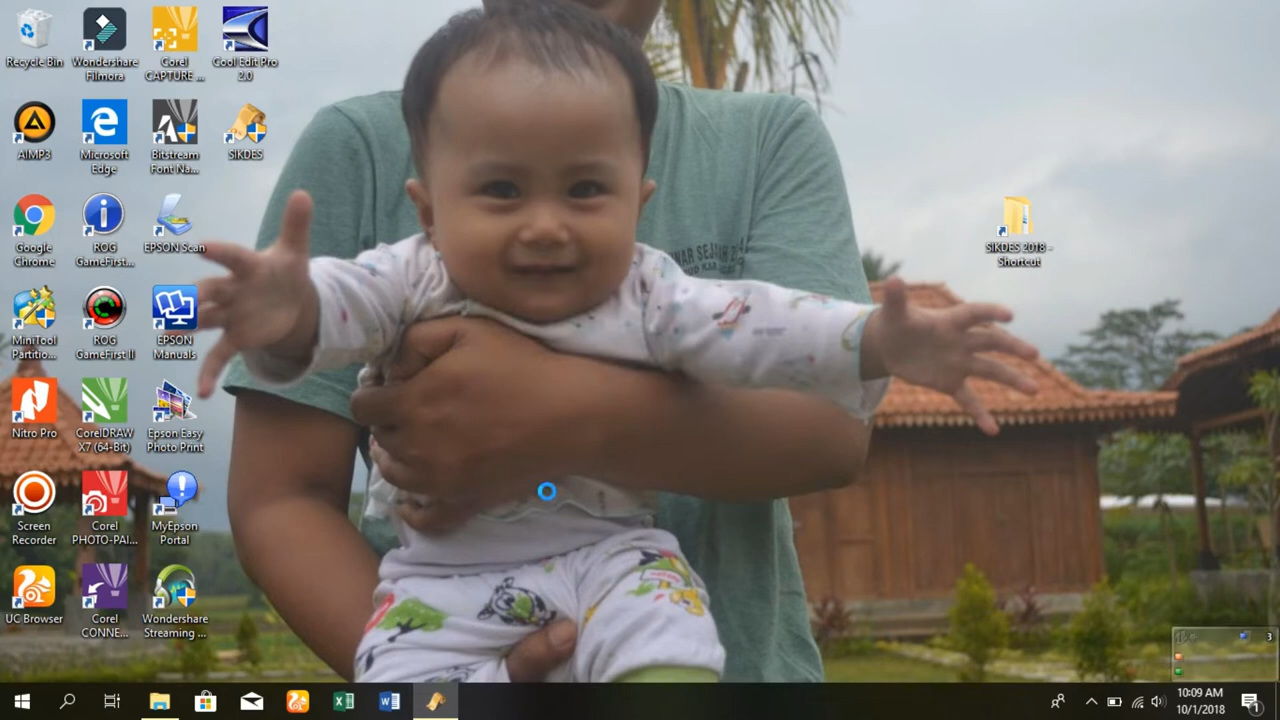 Recycle Bin
Wondershare
Filmora
Corel
CAPTURE ...
Cool Edit Pro
2.0
AIMP3
Microsoft
Edge
Bitstream
Font Na...
SIKDES
Google
Chrome
ROG
GameFirst...
EPSON Scan
SIKDES 2018 -
Shortcut
MiniTool
Partitio...
ROG
GameFirst II
EPSON
Manuals
Nitro Pro
CorelDRAW
X7 (64-Bit)
Epson Easy
Photo Print
Screen
Recorder
Corel
PHOTO-PAI...
MyEpson
Portal
UC Browser
Corel
CONNE...
Wondershare
Streaming ...
3
10:09 AM
10/1/2018
1